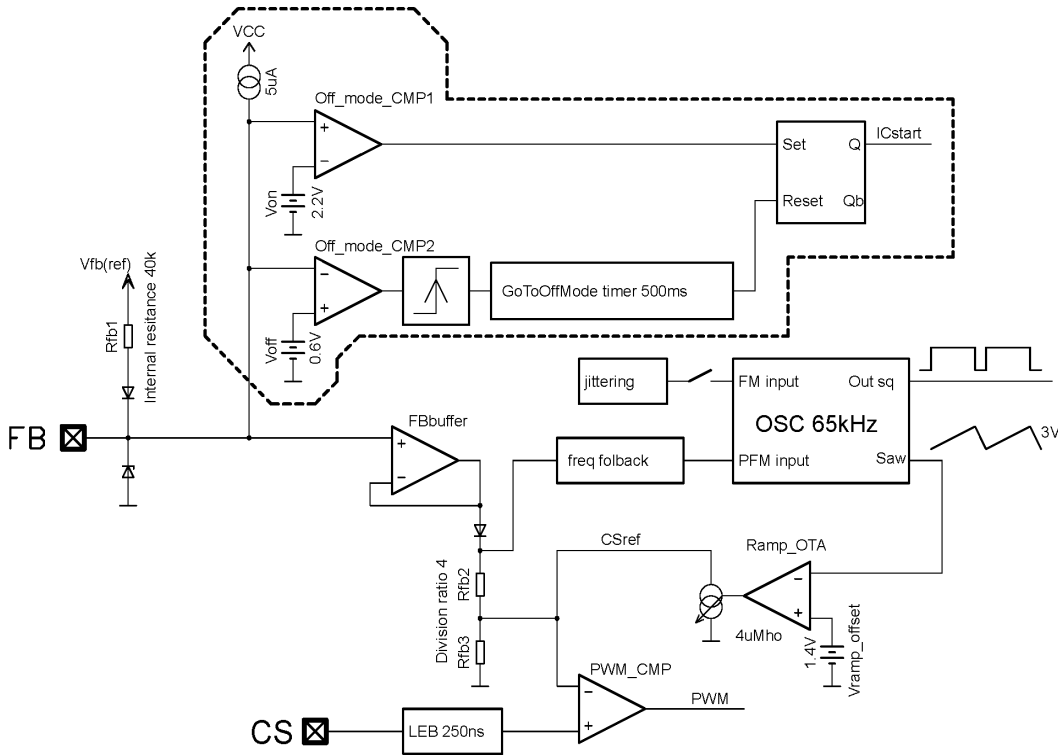 VCC
5uA
Off_mode_CMP1
+
−
Von
2.2V
Set
Q
ICstart
Reset
Qb
Off_mode_CMP2
−
+
Voff
0.6V
GoToOffMode timer 500ms
Vfb(ref)
Rfb1
Internal resitance 40k
jittering
FM input
Out sq
OSC 65kHz
PFM input
Saw
3V
FB
FBbuffer
+
−
freq folback
CSref
Ramp_OTA
−
+
4uMho
1.4V
Vramp_offset
Division ratio 4
Rfb2
Rfb3
PWM_CMP
−
+
PWM
CS
LEB 250ns